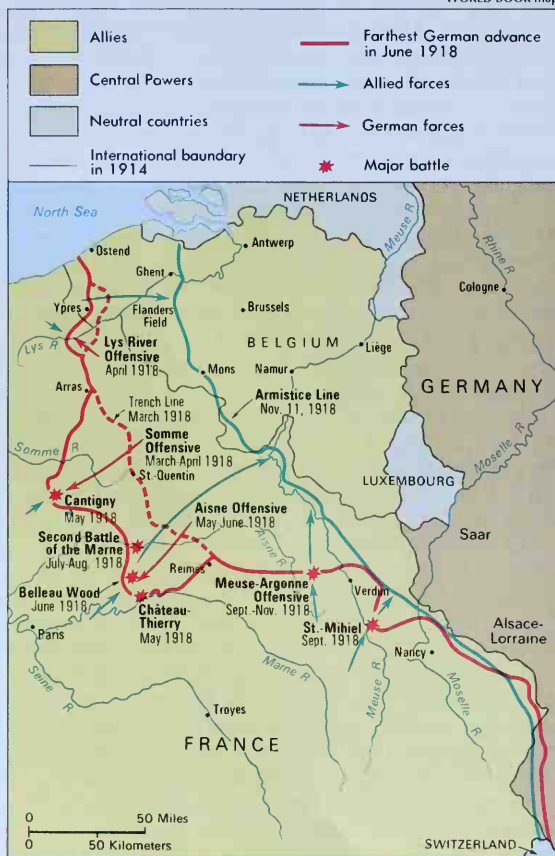 WORLD BOOK map
Allies
Central Powers
Neutral countries
International boundary
in 1914
Farthest German advance
in June 1918
Allied forces
German forces
Major battle
North Sea
NETHERLANDS
Meuse R
Rhine R
Ostend
Antwerp
Ghent
Cologne
Ypres
Flanders
Field
Brussels
Lys R
BELGIUM
Liège
Lys River
Offensive
April 1918
Mons
Namur
GERMANY
Arras
Armistice Line
Nov. 11, 1918
Trench Line
March 1918
Moselle R
Somme
Offensive
March-April 1918
Somme R
St.-Quentin
LUXEMBOURG
Cantigny
May 1918
Aisne Offensive
May-June 1918
Saar
Second Battle
of the Marne
July-Aug. 1918
Aisne R
Reims
Belleau Wood
June 1918
Meuse-Argonne
Offensive
Sept.-Nov. 1918
Verdun
Château-
Thierry
May 1918
St.-Mihiel
Sept. 1918
Alsace-
Lorraine
Paris
Nancy
Marne R
Meuse R
Moselle R
Seine R
Troyes
FRANCE
0 50 Miles
0 50 Kilometers
SWITZERLAND